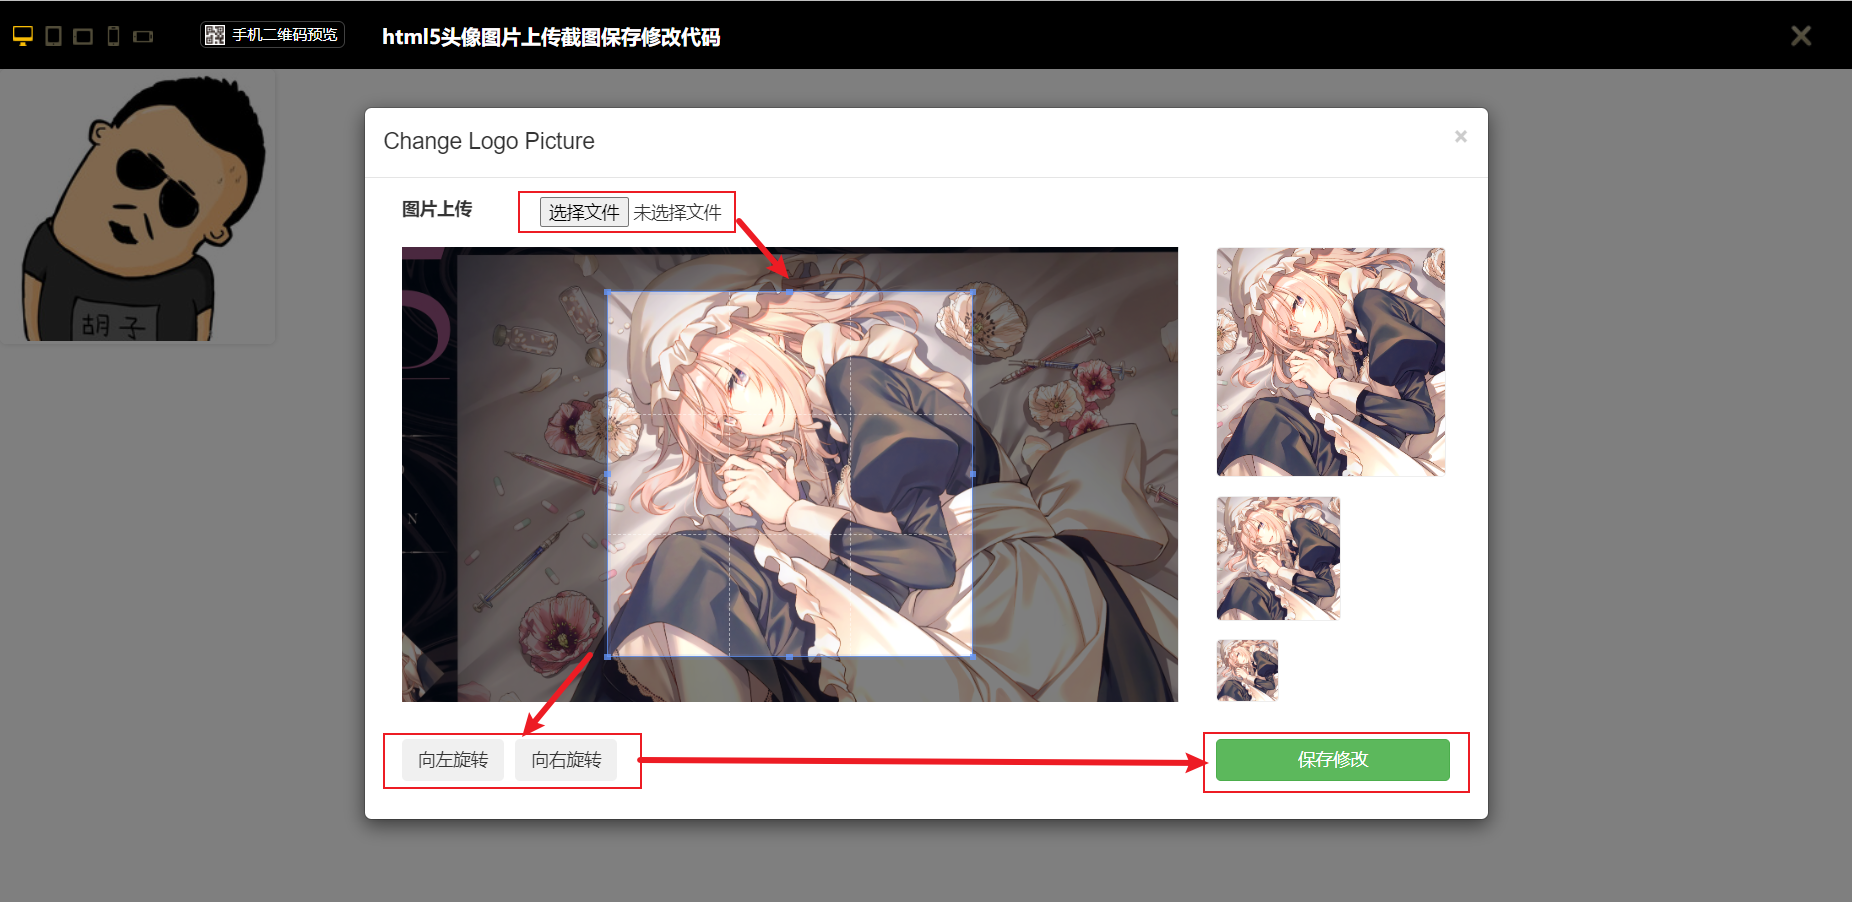 手机二维码预览
html5头像图片上传截图保存修改代码
×
胡子
Change Logo Picture
×
图片上传
选择文件 未选择文件
N
向左旋转
向右旋转
保存修改